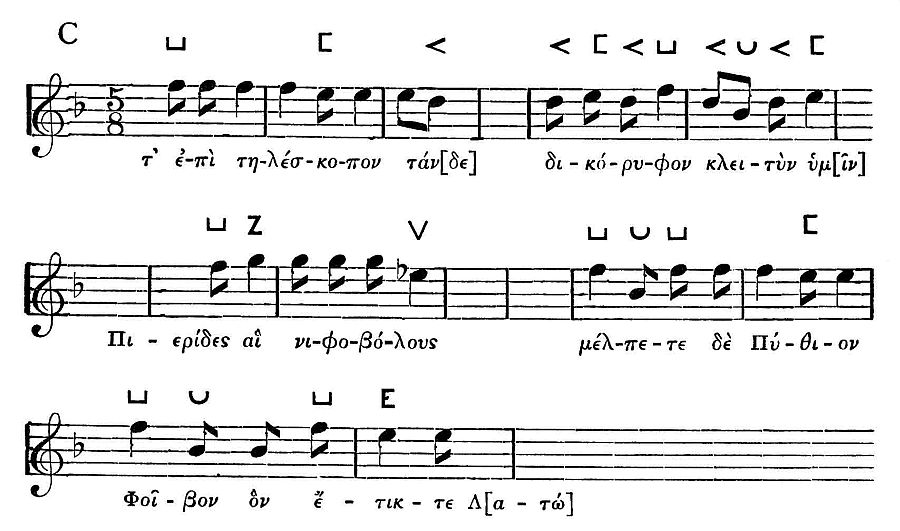 C ⊔ ⊏ < < ⊏ < ⊔ < ∪ < ⊏
5
8
τ' ἐ-πὶ τη-λέσ-κο-πον τάν[δε] δι-κό-ρυ-φον κλει-τὺν ὑμ[ῖν]
⊔ Z V ⊔ ∪ ⊔ ⊏
Πι - ερίδες αἳ νι-φο-βό-λους μέλ-πε-τε δὲ Πύ-θι-ον
⊔ ∪ ⊔ E
Φοῖ-βον ὃν ἔ-τικ-τε Λ[α-τώ]